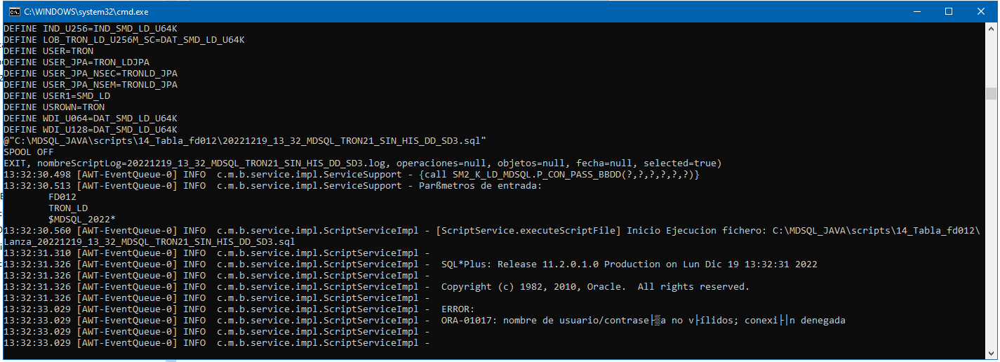 C:\WINDOWS\system32\cmd.exe
DEFINE IND_U256=IND_SMD_LD_U64K
DEFINE LOB_TRON_LD_U256M_SC=DAT_SMD_LD_U64K
DEFINE USER=TRON
DEFINE USER_JPA=TRON_LDJPA
DEFINE USER_JPA_NSEC=TRONLD_JPA
DEFINE USER_JPA_NSEM=TRONLD_JPA
DEFINE USER1=SMD_LD
DEFINE USROWN=TRON
DEFINE WDI_U064=DAT_SMD_LD_U64K
DEFINE WDI_U128=DAT_SMD_LD_U64K
@"C:\MDSQL_JAVA\scripts\14_Tabla_fd012\20221219_13_32_MDSQL_TRON21_SIN_HIS_DD_SD3.sql"
SPOOL OFF
EXIT, nombreScriptLog=20221219_13_32_MDSQL_TRON21_SIN_HIS_DD_SD3.log, operaciones=null, objetos=null, fecha=null, selected=true)
13:32:30.498 [AWT-EventQueue-0] INFO  c.m.b.service.impl.ServiceSupport - {call SM2_K_LD_MDSQL.P_CON_PASS_BBDD(?,?,?,?,?,?)}
13:32:30.513 [AWT-EventQueue-0] INFO  c.m.b.service.impl.ServiceSupport - Parßmetros de entrada:
FD012
TRON_LD
$MDSQL_2022*
13:32:30.560 [AWT-EventQueue-0] INFO  c.m.b.service.impl.ScriptServiceImpl - [ScriptService.executeScriptFile] Inicio Ejecucion fichero: C:\MDSQL_JAVA\scripts\14_Tabla_fd012\
Lanza_20221219_13_32_MDSQL_TRON21_SIN_HIS_DD_SD3.sql
13:32:31.310 [AWT-EventQueue-0] INFO  c.m.b.service.impl.ScriptServiceImpl -
13:32:31.326 [AWT-EventQueue-0] INFO  c.m.b.service.impl.ScriptServiceImpl -  SQL*Plus: Release 11.2.0.1.0 Production on Lun Dic 19 13:32:31 2022
13:32:31.326 [AWT-EventQueue-0] INFO  c.m.b.service.impl.ScriptServiceImpl -
13:32:31.326 [AWT-EventQueue-0] INFO  c.m.b.service.impl.ScriptServiceImpl -  Copyright (c) 1982, 2010, Oracle.  All rights reserved.
13:32:31.326 [AWT-EventQueue-0] INFO  c.m.b.service.impl.ScriptServiceImpl -
13:32:33.029 [AWT-EventQueue-0] INFO  c.m.b.service.impl.ScriptServiceImpl -  ERROR:
13:32:33.029 [AWT-EventQueue-0] INFO  c.m.b.service.impl.ScriptServiceImpl -  ORA-01017: nombre de usuario/contrase├▒a no v├ílidos; conexi├│n denegada
13:32:33.029 [AWT-EventQueue-0] INFO  c.m.b.service.impl.ScriptServiceImpl -
13:32:33.029 [AWT-EventQueue-0] INFO  c.m.b.service.impl.ScriptServiceImpl -